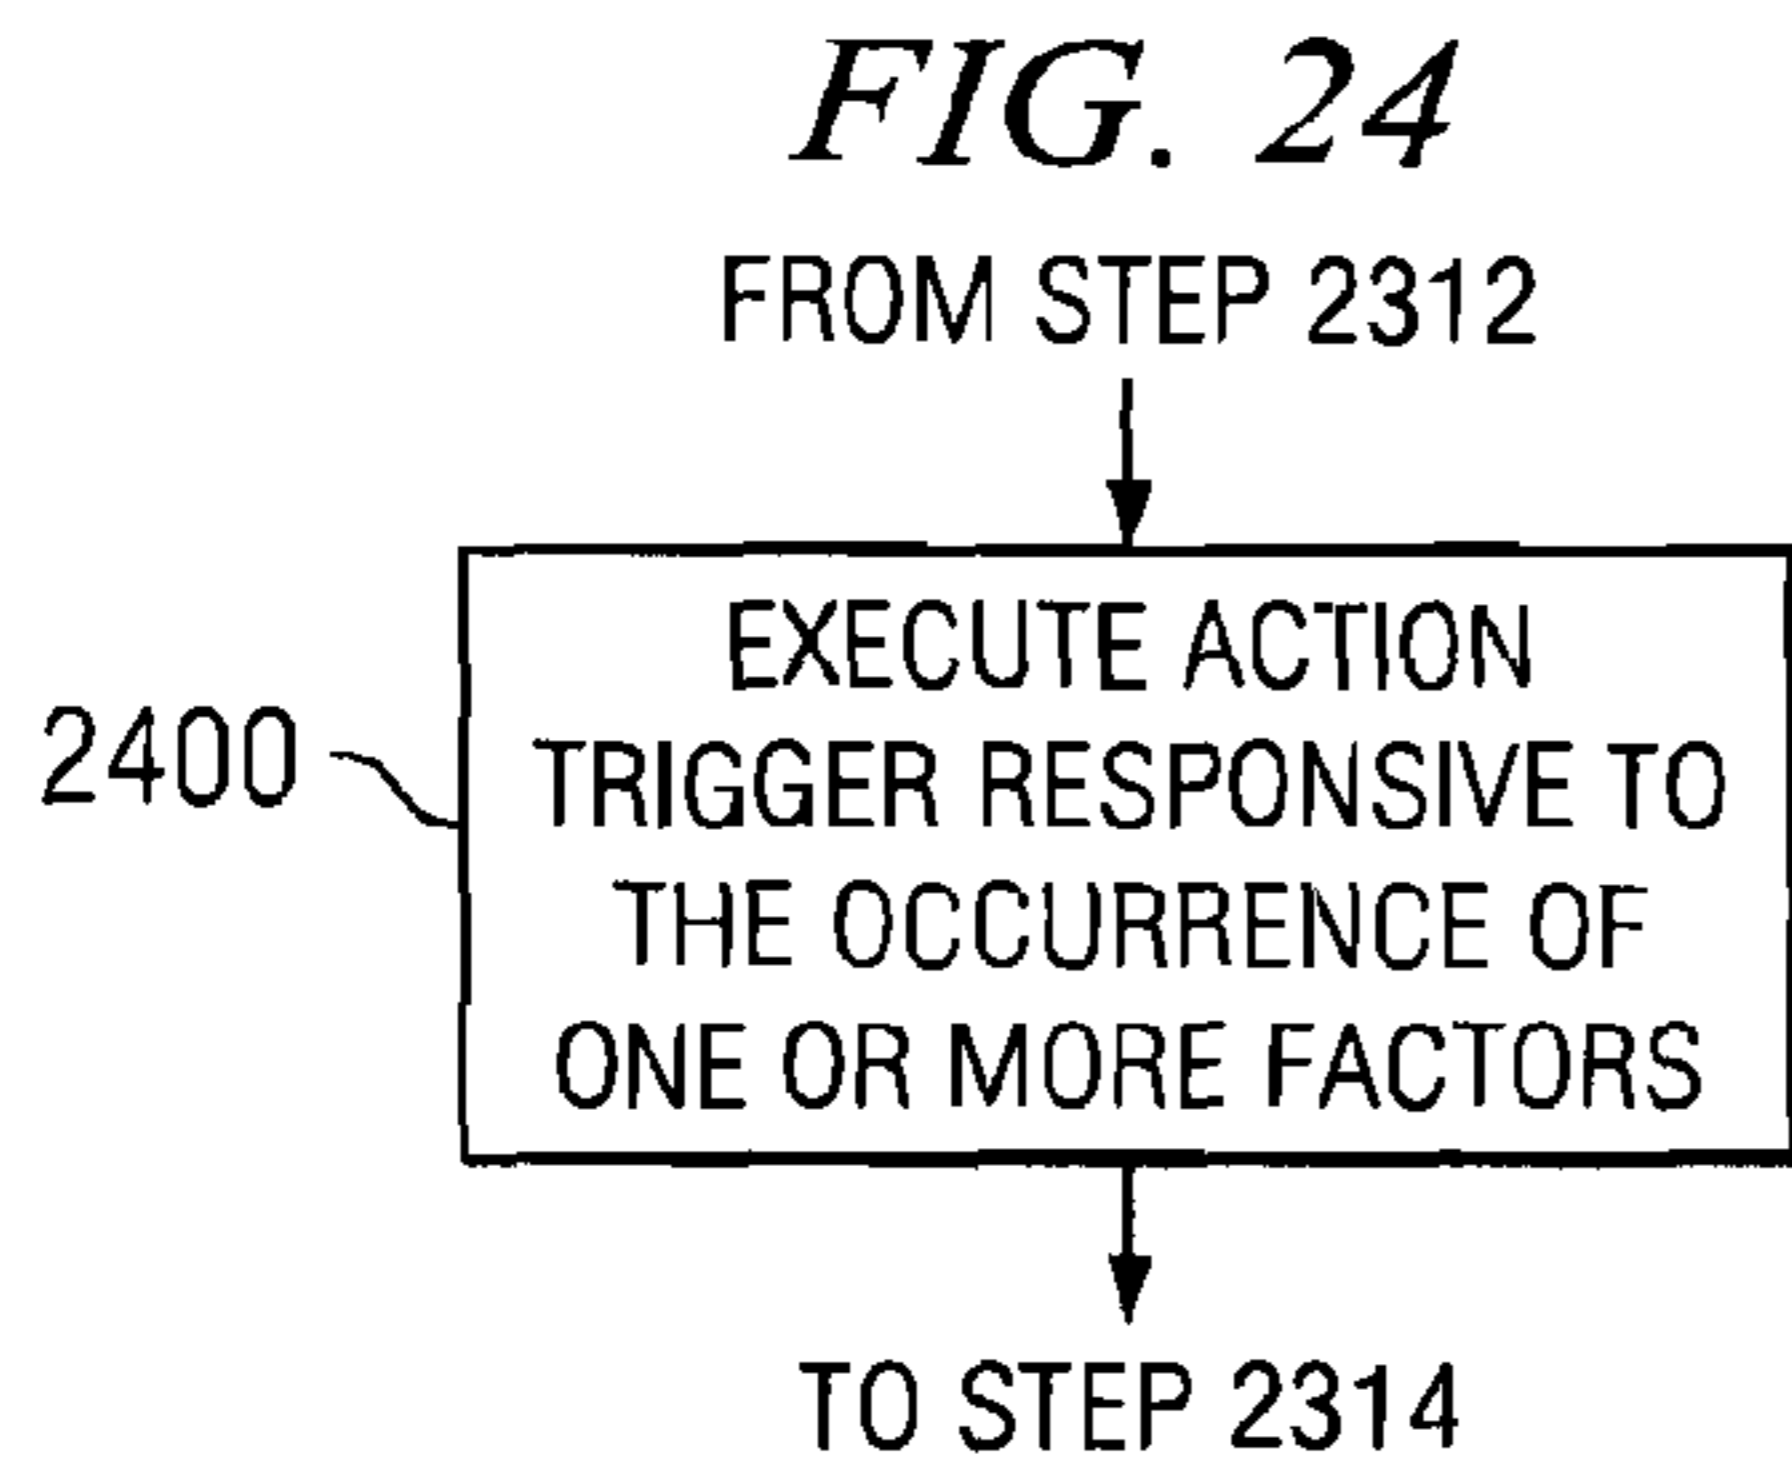 FIG. 24
FROM STEP 2312
EXECUTE ACTION
TRIGGER RESPONSIVE TO
THE OCCURRENCE OF
ONE OR MORE FACTORS
2400
TO STEP 2314